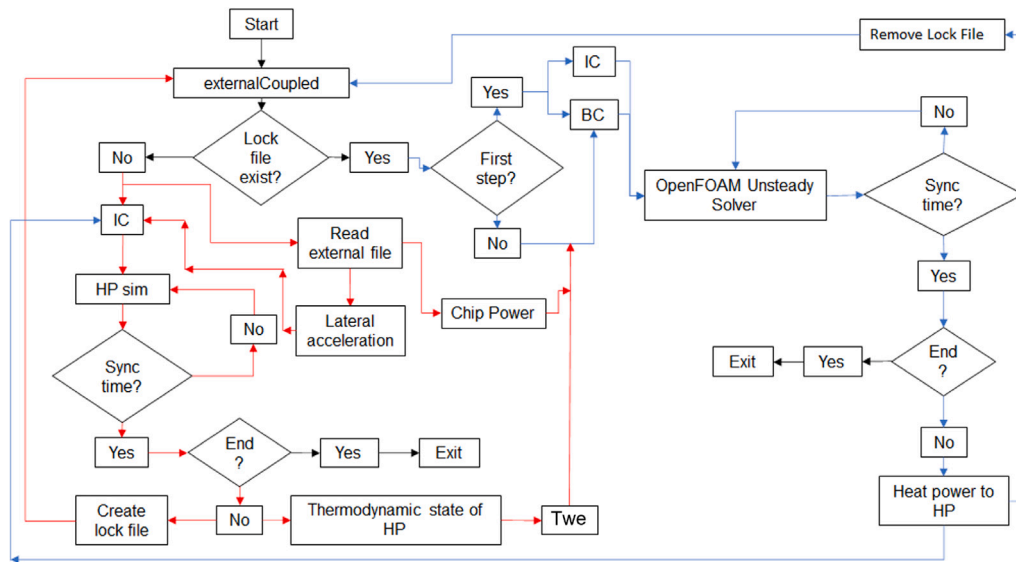 Start
Remove Lock File
externalCoupled
IC
Yes
BC
No
Lock
file
exist?
No
Yes
First
step?
OpenFOAM Unsteady
Solver
Sync
time?
IC
Read
external file
No
Yes
HP sim
No
Lateral
acceleration
Chip Power
Sync
time?
Exit
Yes
End
?
Yes
End
?
Yes
Exit
No
Create
lock file
No
Thermodynamic state of
HP
Twe
Heat power to
HP